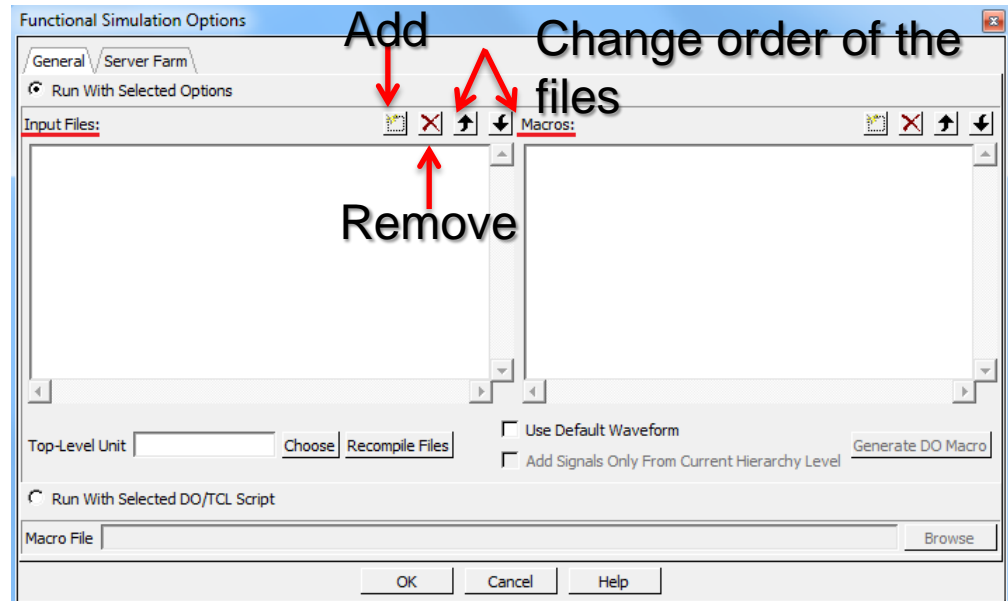 Functional Simulation Options
Add
Change order of the
files
General
Server Farm
Run With Selected Options
Input Files:
Macros:
Remove
Top-Level Unit
Choose
Recompile Files
Use Default Waveform
Add Signals Only From Current Hierarchy Level
Generate DO Macro
Run With Selected DO/TCL Script
Macro File
Browse
OK
Cancel
Help